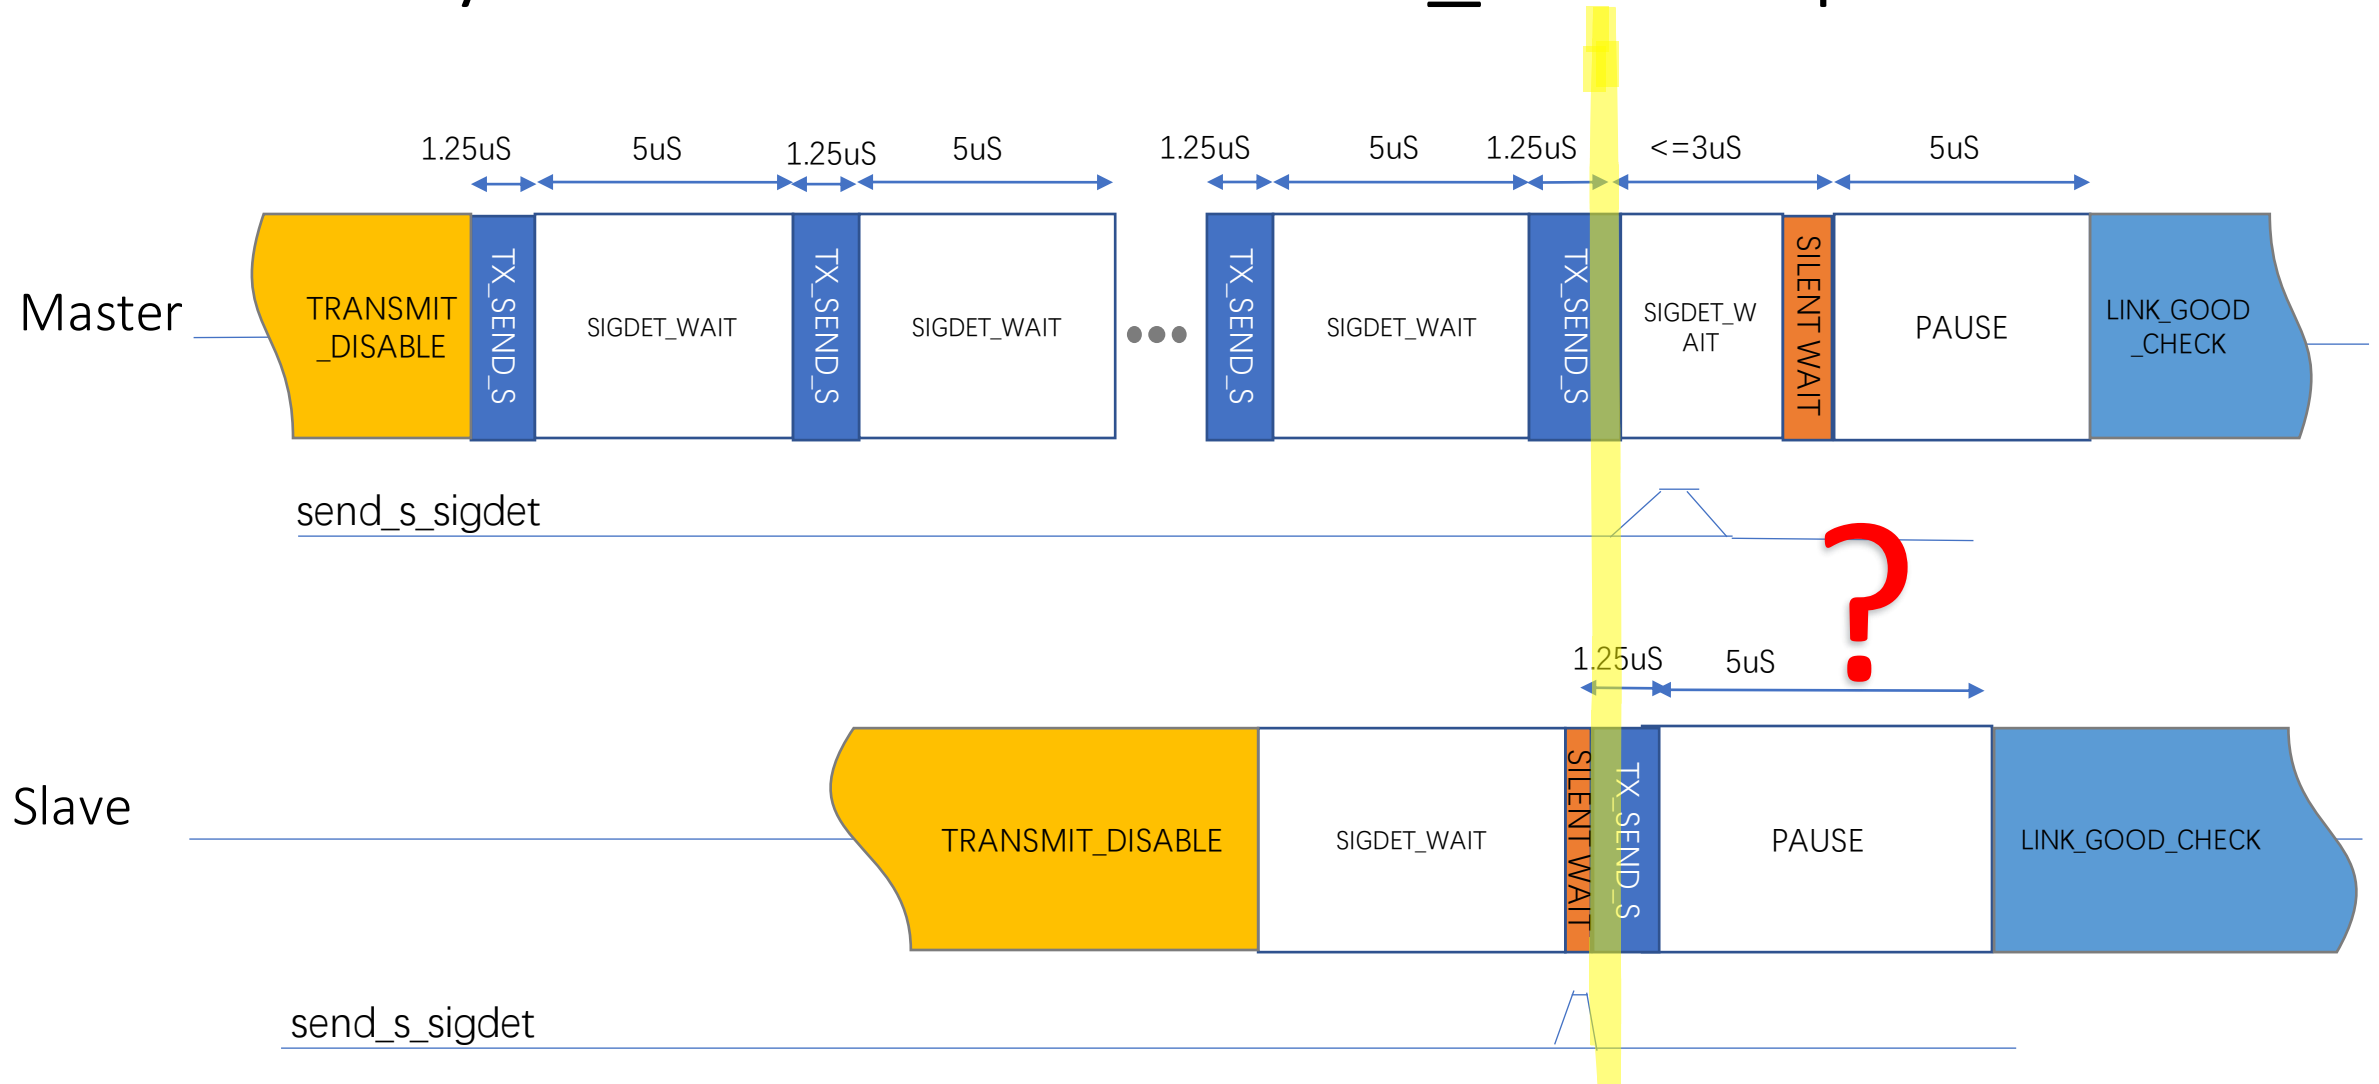 1.25uS 5uS 1.25uS 5uS 1.25uS 5uS 1.25uS <=3uS 5uS
Master
TRANSMIT
_DISABLE
TX_SEND_S
SIGDET_WAIT
TX_SEND_S
SIGDET_WAIT
TX_SEND_S
SIGDET_WAIT
TX_SEND_S
SIGDET_W
AIT
SILENT WAIT
PAUSE
LINK_GOOD
_CHECK
send_s_sigdet
?
1.25uS 5uS
Slave
TRANSMIT_DISABLE
SIGDET_WAIT
SILENT WAIT
TX_SEND_S
PAUSE
LINK_GOOD_CHECK
send_s_sigdet